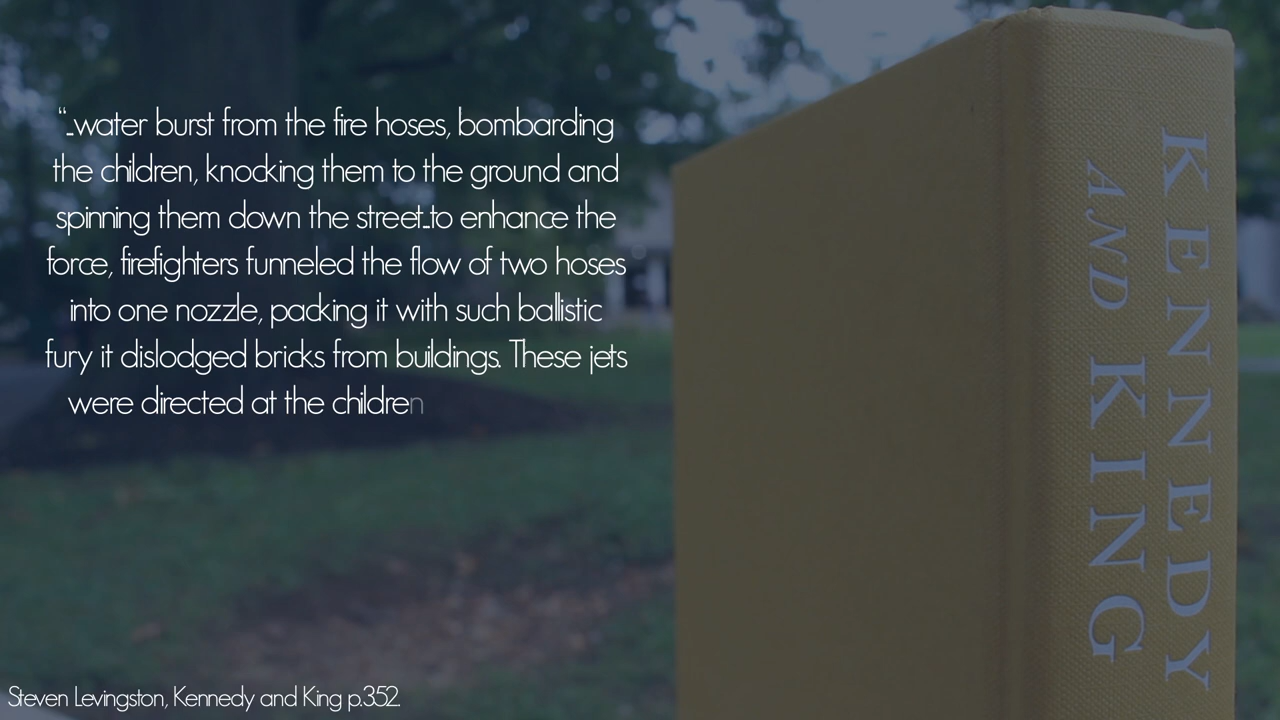 “...water burst from the fire hoses, bombarding
the children, knocking them to the ground and
spinning them down the street...to enhance the
force, firefighters funneled the flow of two hoses
into one nozzle, packing it with such ballistic
fury it dislodged bricks from buildings. These jets
were directed at the children
Steven Levingston, Kennedy and King p.352.
KENNEDY
AND KING